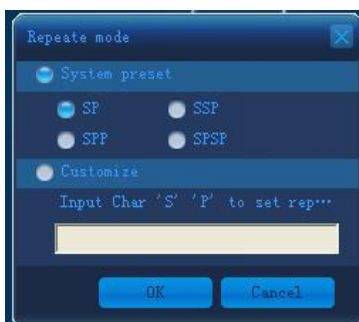 Repeate mode
System preset
SP SSP
SPP SPSP
Customize
Input Char 'S' 'P' to set rep···
OK Cancel